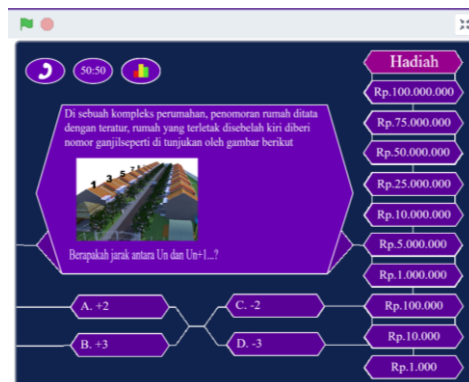 50:50
Di sebuah kompleks perumahan, penomoran rumah ditata
dengan teratur, rumah yang terletak disebelah kiri diberi
nomor ganjilseperti di tunjukan oleh gambar berikut
1 3 5 7
Berapakah jarak antara Un dan Un+1...?
A. +2
C. -2
B. +3
D. -3
Hadiah
Rp.100.000.000
Rp.75.000.000
Rp.50.000.000
Rp.25.000.000
Rp.10.000.000
Rp.5.000.000
Rp.1.000.000
Rp.100.000
Rp.10.000
Rp.1.000